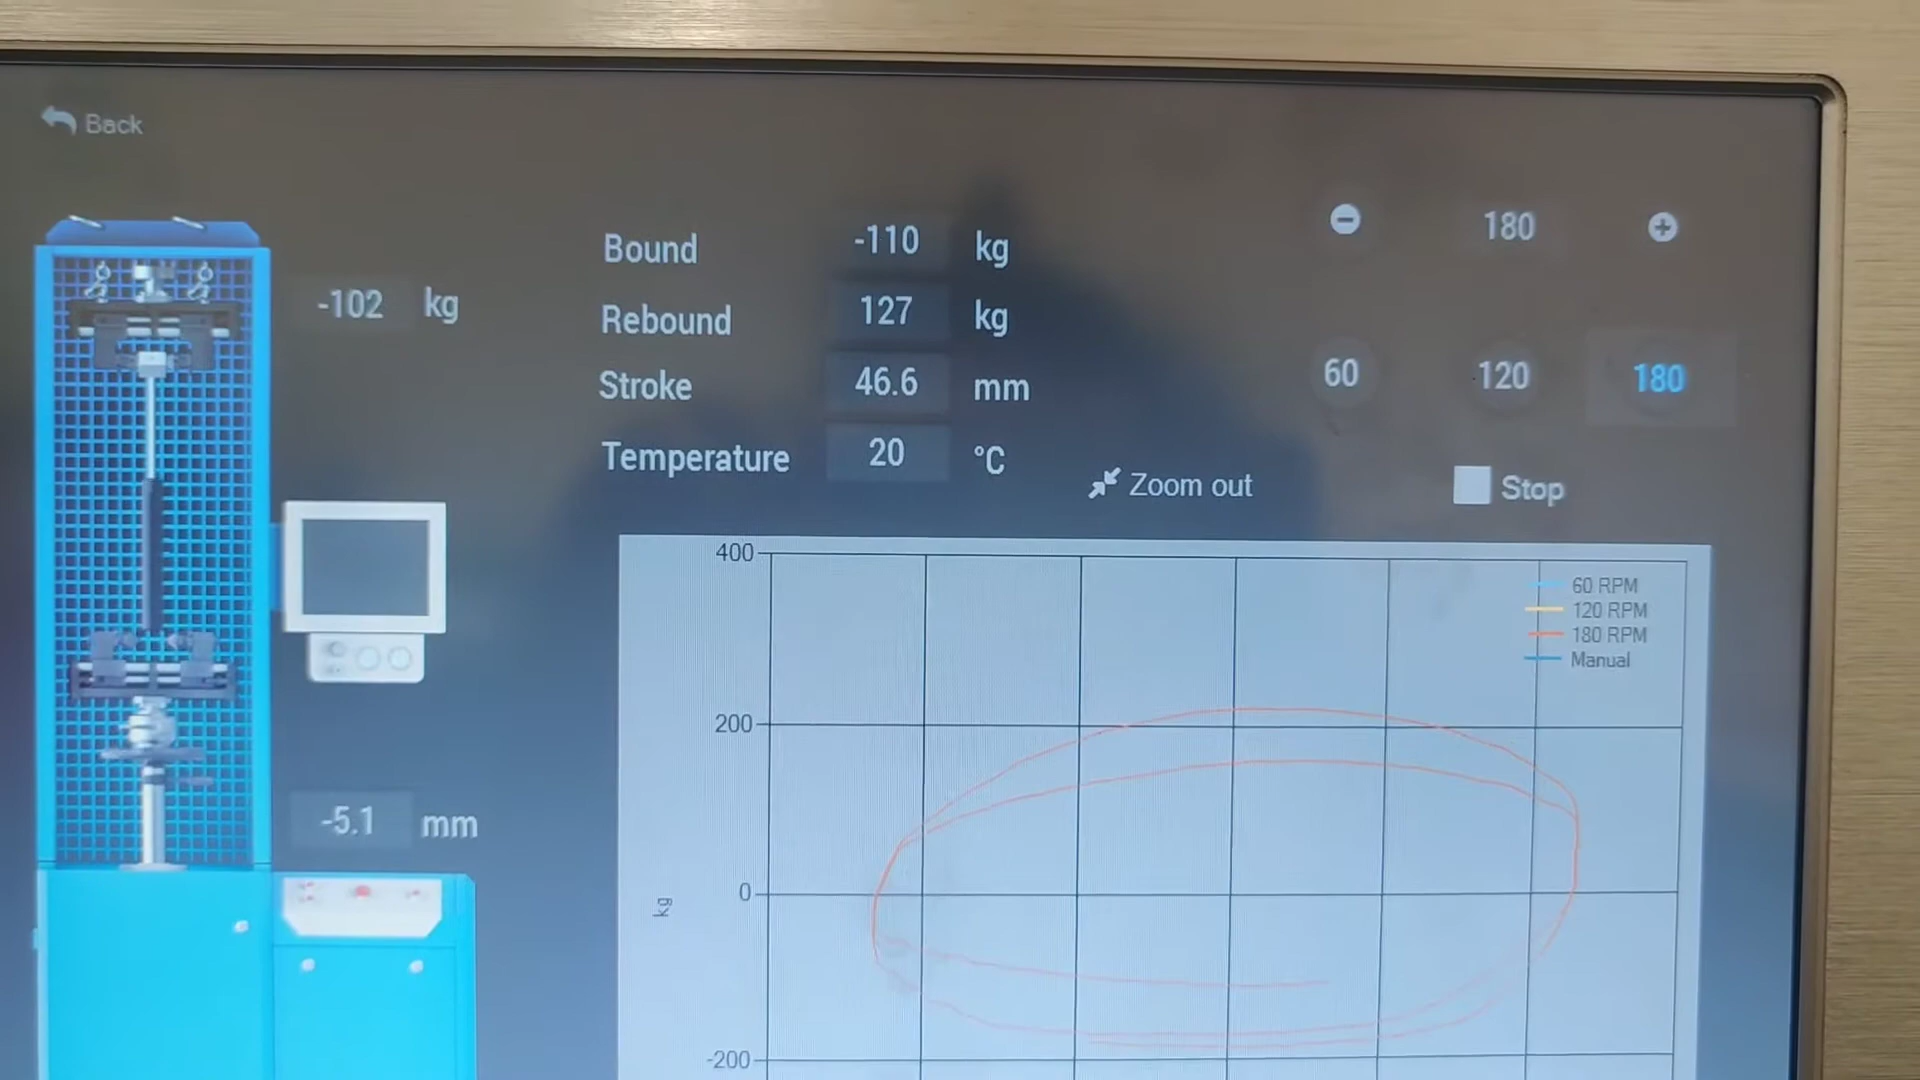 Back
-102 kg
Bound -110 kg
Rebound 127 kg
Stroke 46.6 mm
Temperature 20 °C
180
60 120 180
Zoom out
Stop
-5.1 mm
400
200
0
-200
kg
60 RPM
120 RPM
180 RPM
Manual